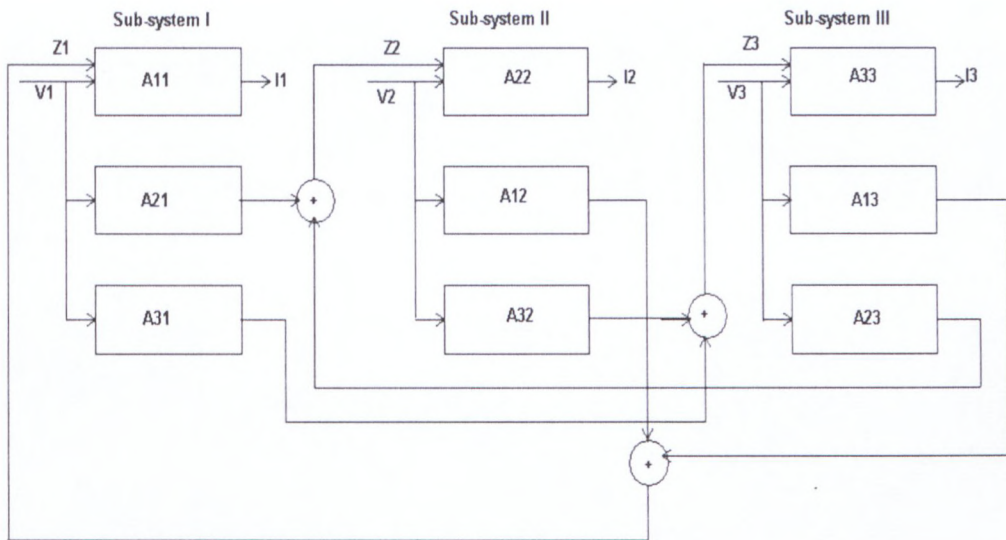 Sub-system I
Sub-system II
Sub-system III
Z1
Z2
Z3
A11
A22
A33
I1
I2
I3
V1
V2
V3
A21
+
A12
A13
A31
A32
+
A23
+